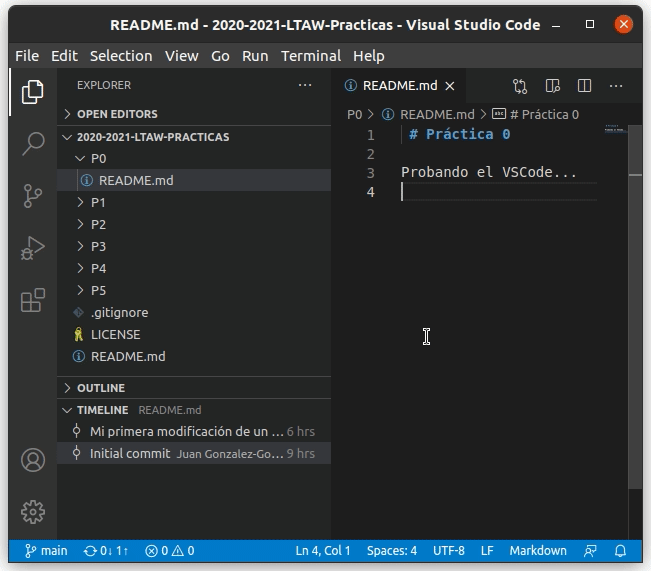 README.md - 2020-2021-LTAW-Practicas - Visual Studio Code
File Edit Selection View Go Run Terminal Help
EXPLORER
OPEN EDITORS
2020-2021-LTAW-PRACTICAS
P0
README.md
P1
P2
P3
P4
P5
.gitignore
LICENSE
README.md
OUTLINE
TIMELINE README.md
Mi primera modificación de un ... 6 hrs
Initial commit Juan Gonzalez-Go... 9 hrs
README.md
P0 > README.md > # Práctica 0
1 # Práctica 0
2
3 Probando el VSCode...
4
main 0↓ 1↑ 0 0 Ln 4, Col 1 Spaces: 4 UTF-8 LF Markdown